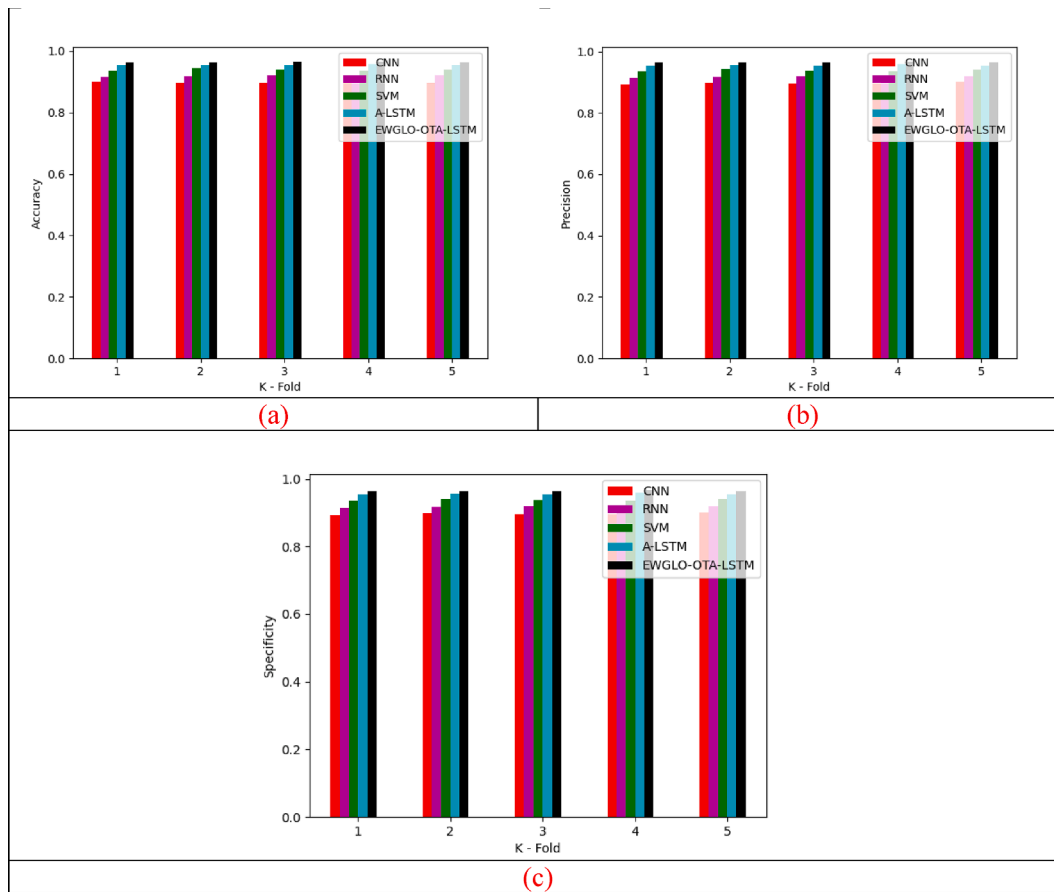 1.0
0.8
0.6
0.4
0.2
0.0
Accuracy
CNN
RNN
SVM
A-LSTM
EWGLO-OTA-LSTM
1 2 3 4 5
K - Fold
(a)
1.0
0.8
0.6
0.4
0.2
0.0
Precision
CNN
RNN
SVM
A-LSTM
EWGLO-OTA-LSTM
1 2 3 4 5
K - Fold
(b)
1.0
0.8
0.6
0.4
0.2
0.0
Specificity
CNN
RNN
SVM
A-LSTM
EWGLO-OTA-LSTM
1 2 3 4 5
K - Fold
(c)